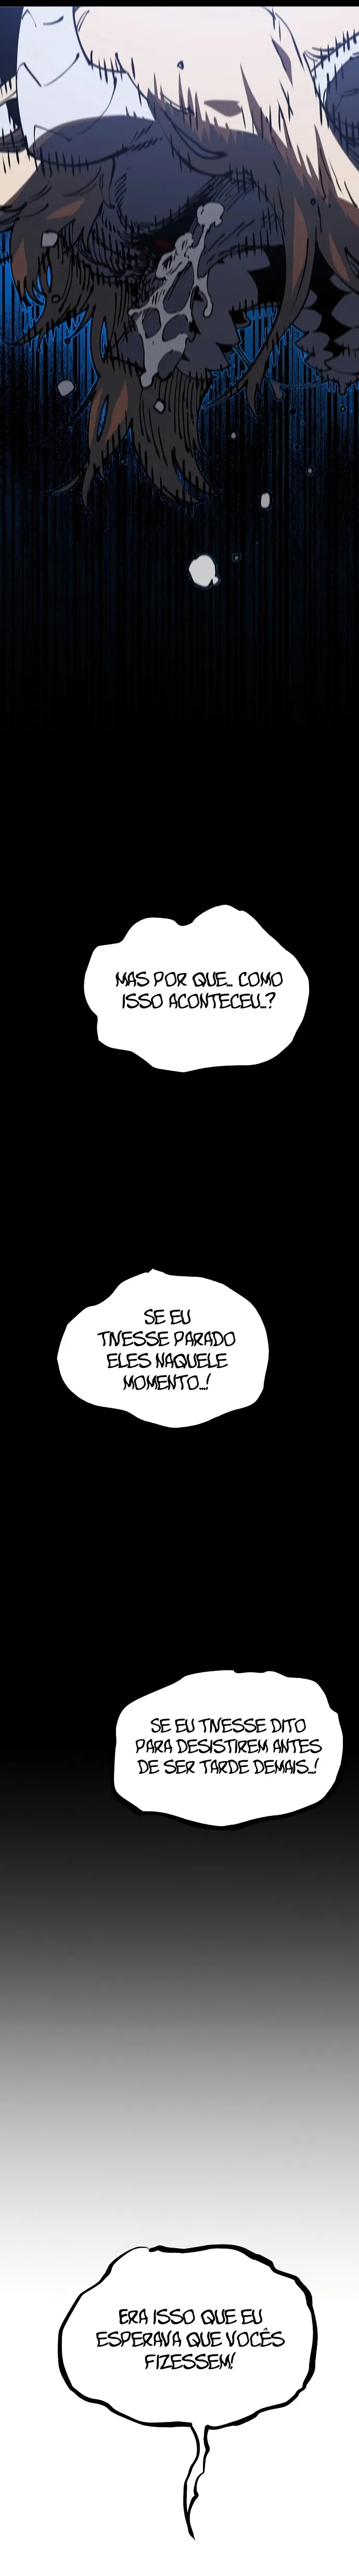 MAS POR QUE... COMO
ISSO ACONTECEU...?
SE EU
TIVESSE PARADO
ELES NAQUELE
MOMENTO...!
SE EU TIVESSE DITO
PARA DESISTIREM ANTES
DE SER TARDE DEMAIS...!
ERA ISSO QUE EU
ESPERAVA QUE VOCÊS
FIZESSEM!